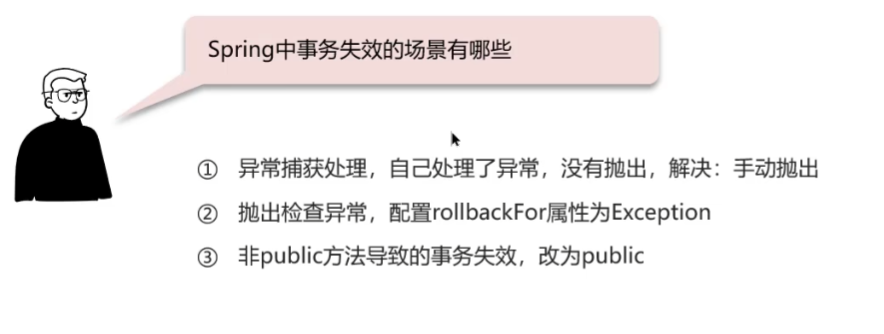 Spring中事务失效的场景有哪些
① 异常捕获处理，自己处理了异常，没有抛出，解决：手动抛出
② 抛出检查异常，配置rollbackFor属性为Exception
③ 非public方法导致的事务失效，改为public